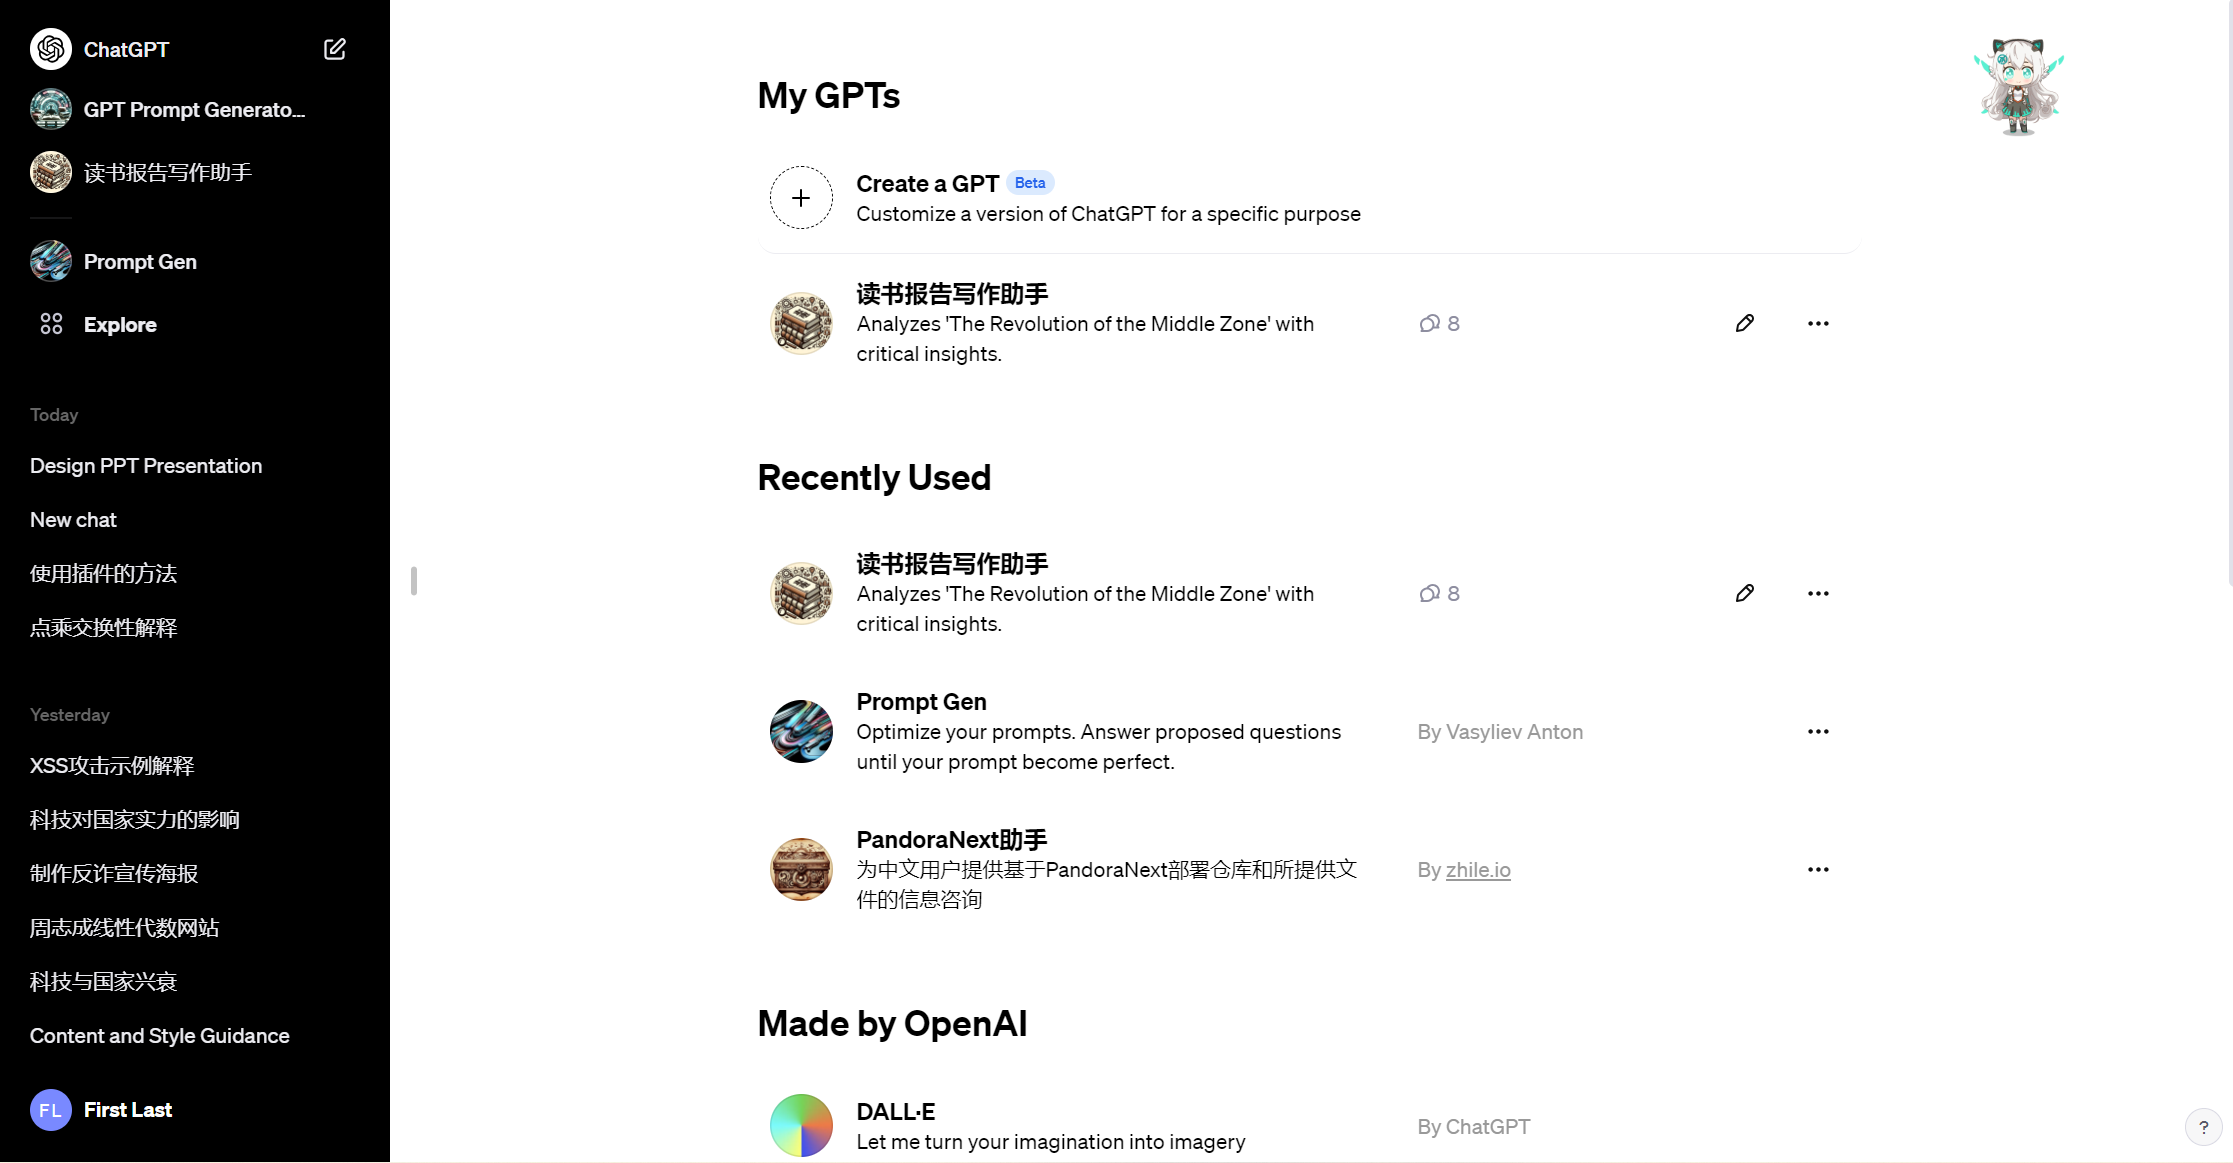 ChatGPT
GPT Prompt Generato...
读书报告写作助手
Prompt Gen
Explore
Today
Design PPT Presentation
New chat
使用插件的方法
点乘交换性解释
Yesterday
XSS攻击示例解释
科技对国家实力的影响
制作反诈宣传海报
周志成线性代数网站
科技与国家兴衰
Content and Style Guidance
FL First Last
My GPTs
Create a GPT Beta
Customize a version of ChatGPT for a specific purpose
读书报告写作助手
Analyzes 'The Revolution of the Middle Zone' with
critical insights.
8
Recently Used
读书报告写作助手
Analyzes 'The Revolution of the Middle Zone' with
critical insights.
8
Prompt Gen
Optimize your prompts. Answer proposed questions
until your prompt become perfect.
By Vasyliev Anton
PandoraNext助手
为中文用户提供基于PandoraNext部署仓库和所提供文
件的信息咨询
By zhile.io
Made by OpenAI
DALL·E
Let me turn your imagination into imagery
By ChatGPT
?